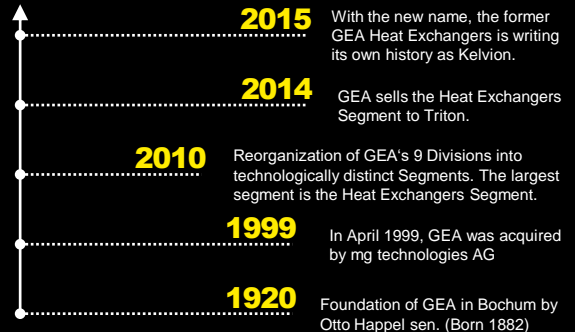 2015
With the new name, the former
GEA Heat Exchangers is writing
its own history as Kelvion.
2014
GEA sells the Heat Exchangers
Segment to Triton.
2010
Reorganization of GEA‘s 9 Divisions into
technologically distinct Segments. The largest
segment is the Heat Exchangers Segment.
1999
In April 1999, GEA was acquired
by mg technologies AG
1920
Foundation of GEA in Bochum by
Otto Happel sen. (Born 1882)